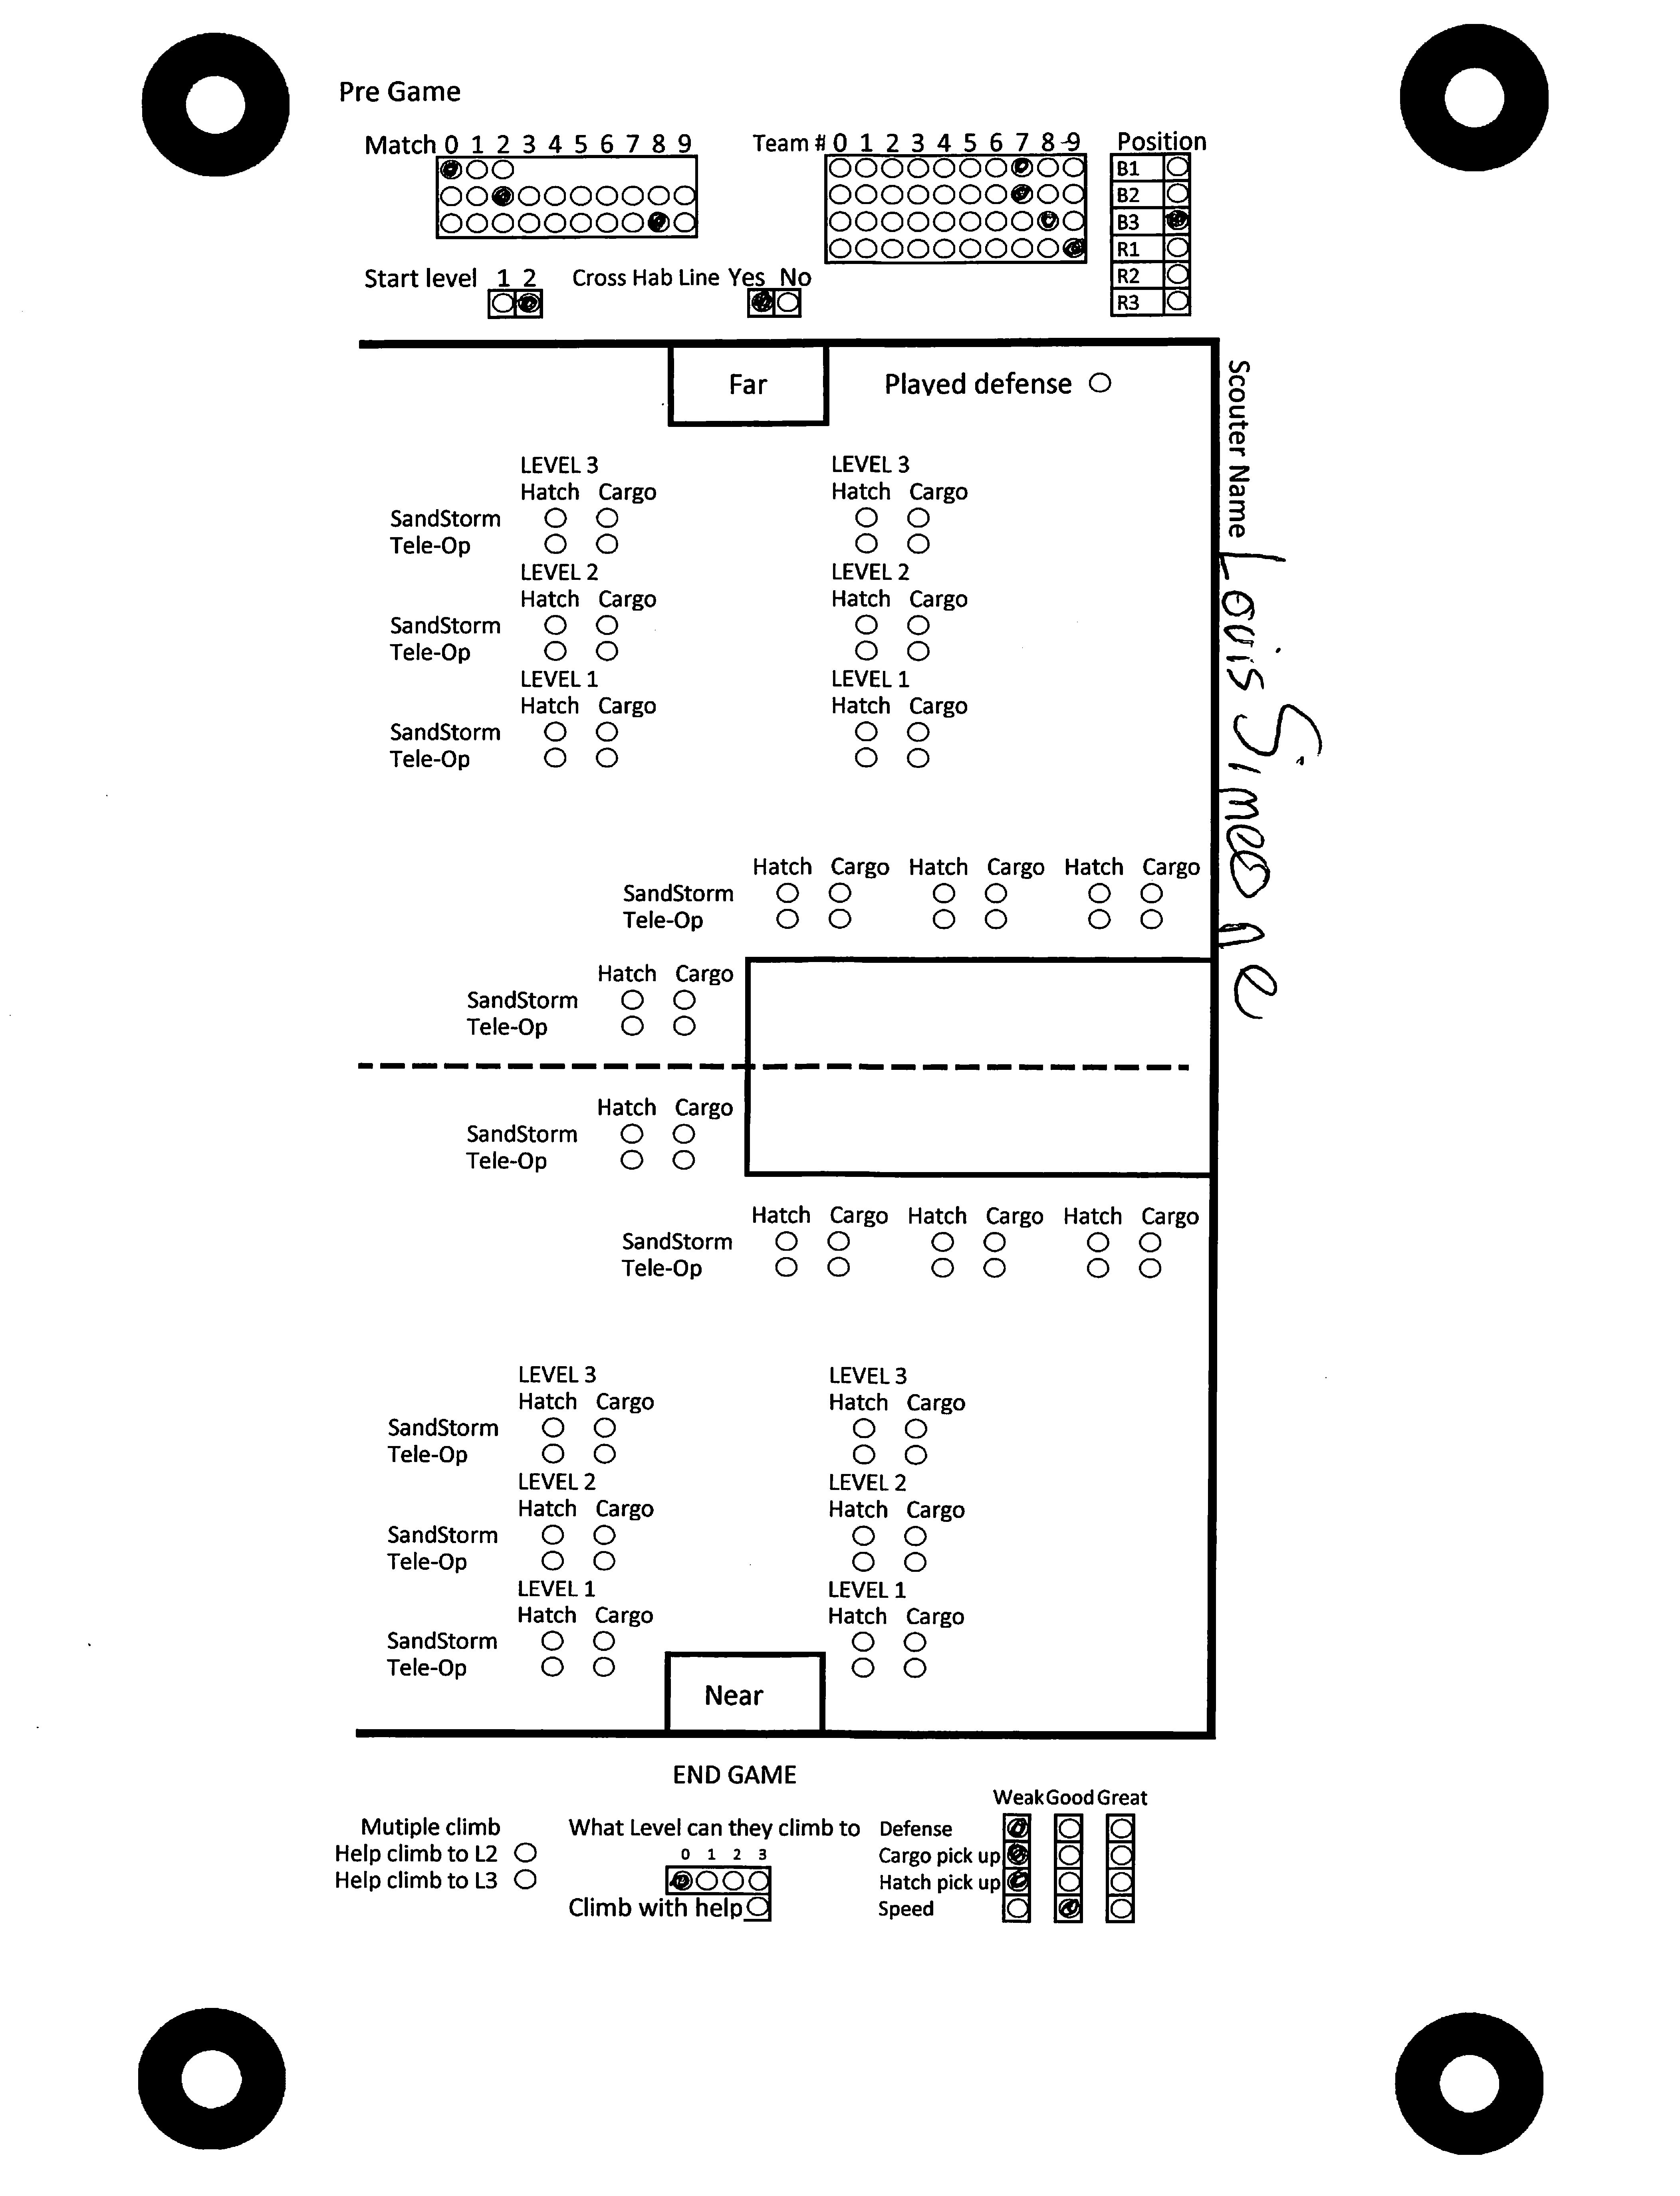 Pre Game
Match 0 1 2 3 4 5 6 7 8 9
Team # 0 1 2 3 4 5 6 7 8 9
Position
B1
B2
B3
R1
R2
R3
Start level 1 2
Cross Hab Line Yes No
Far
Played defense
Scouter Name Louis Simeone
LEVEL 3 LEVEL 3
Hatch Cargo Hatch Cargo
SandStorm
Tele-Op
LEVEL 2 LEVEL 2
Hatch Cargo Hatch Cargo
SandStorm
Tele-Op
LEVEL 1 LEVEL 1
Hatch Cargo Hatch Cargo
SandStorm
Tele-Op
Hatch Cargo Hatch Cargo Hatch Cargo
SandStorm
Tele-Op
Hatch Cargo
SandStorm
Tele-Op
Hatch Cargo
SandStorm
Tele-Op
Hatch Cargo Hatch Cargo Hatch Cargo
SandStorm
Tele-Op
LEVEL 3 LEVEL 3
Hatch Cargo Hatch Cargo
SandStorm
Tele-Op
LEVEL 2 LEVEL 2
Hatch Cargo Hatch Cargo
SandStorm
Tele-Op
LEVEL 1 LEVEL 1
Hatch Cargo Hatch Cargo
SandStorm
Tele-Op
Near
END GAME
Mutiple climb
Help climb to L2
Help climb to L3
What Level can they climb to
0 1 2 3
Climb with help
Weak Good Great
Defense
Cargo pick up
Hatch pick up
Speed